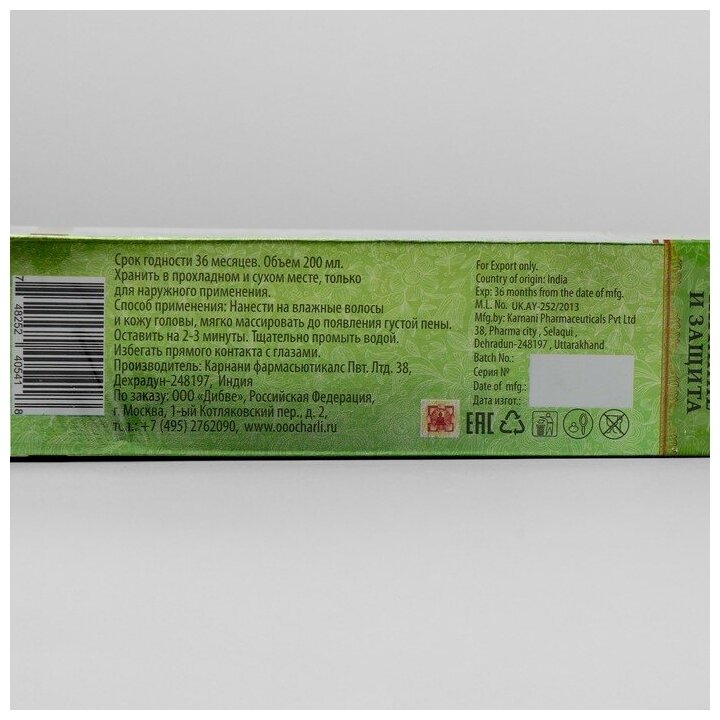 Срок годности 36 месяцев. Объем 200 мл.
Хранить в прохладном и сухом месте, только
для наружного применения.
Способ применения: Нанести на влажные волосы
и кожу головы, мягко массировать до появления густой пены.
Оставить на 2-3 минуты. Тщательно промыть водой.
Избегать прямого контакта с глазами.
Производитель: Карнани фармасьютикалс Пвт. Лтд. 38,
Дехрадун-248197, Индия
По заказу: ООО «Дибве», Российская Федерация,
г. Москва, 1-ый Котляковский пер., д. 2,
тел.: +7 (495) 2762090, www.ooocharli.ru
7 48252 14054 8
For Export only.
Country of origin: India
Exp: 36 months from the date of mfg.
M.L. No. UK.AY-252/2013
Mfg.by: Karnani Pharmaceuticals Pvt Ltd
38, Pharma city, Selaqui,
Dehradun-248197, Uttarakhand
Batch No.:
Серия №
Date of mfg:
Дата изгот.:
EAC
И ЗАЩИТА